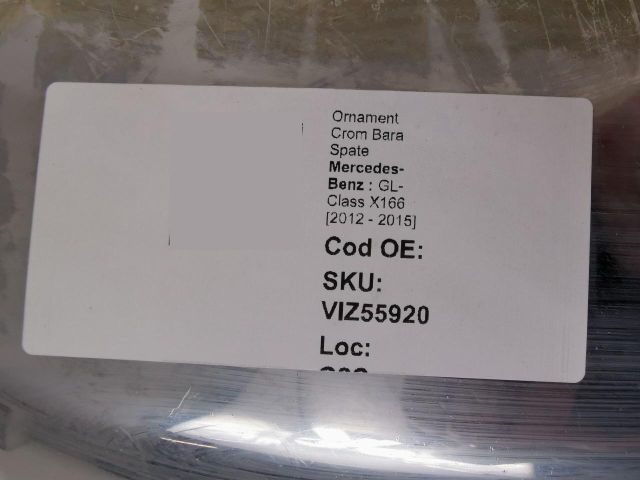 Ornament
Crom Bara
Spate
Mercedes-
Benz : GL-
Class X166
[2012 - 2015]
Cod OE:
SKU:
VIZ55920
Loc: